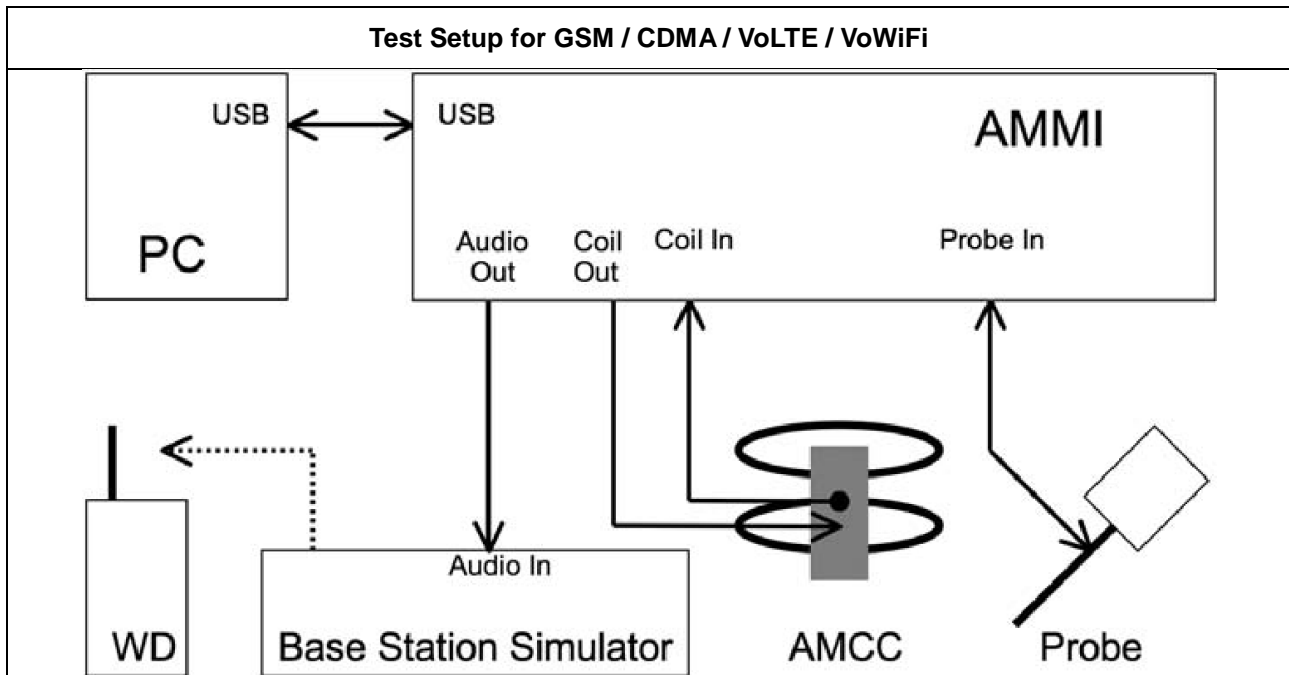 Test Setup for GSM / CDMA / VoLTE / VoWiFi
USB
USB
AMMI
PC
Audio
Out
Coil
Out
Coil In
Probe In
Audio In
WD
Base Station Simulator
AMCC
Probe